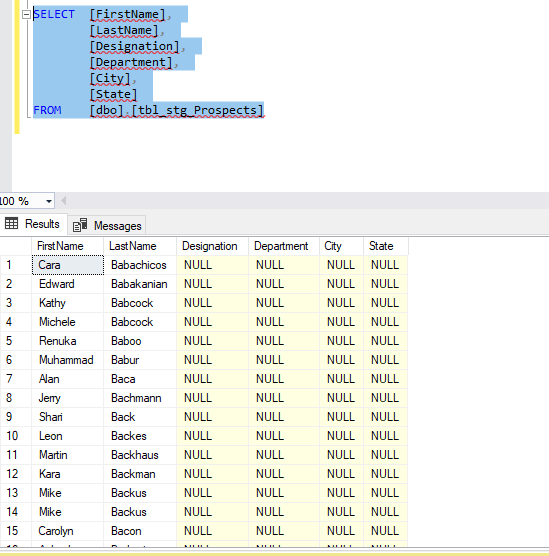 SELECT [FirstName],
[LastName],
[Designation],
[Department],
[City],
[State]
FROM [dbo].[tbl_stg_Prospects]
100 %
Results Messages
FirstName LastName Designation Department City State
1 Cara Babachicos NULL NULL NULL NULL
2 Edward Babakanian NULL NULL NULL NULL
3 Kathy Babcock NULL NULL NULL NULL
4 Michele Babcock NULL NULL NULL NULL
5 Renuka Baboo NULL NULL NULL NULL
6 Muhammad Babur NULL NULL NULL NULL
7 Alan Baca NULL NULL NULL NULL
8 Jerry Bachmann NULL NULL NULL NULL
9 Shari Back NULL NULL NULL NULL
10 Leon Backes NULL NULL NULL NULL
11 Martin Backhaus NULL NULL NULL NULL
12 Kara Backman NULL NULL NULL NULL
13 Mike Backus NULL NULL NULL NULL
14 Mike Backus NULL NULL NULL NULL
15 Carolyn Bacon NULL NULL NULL NULL